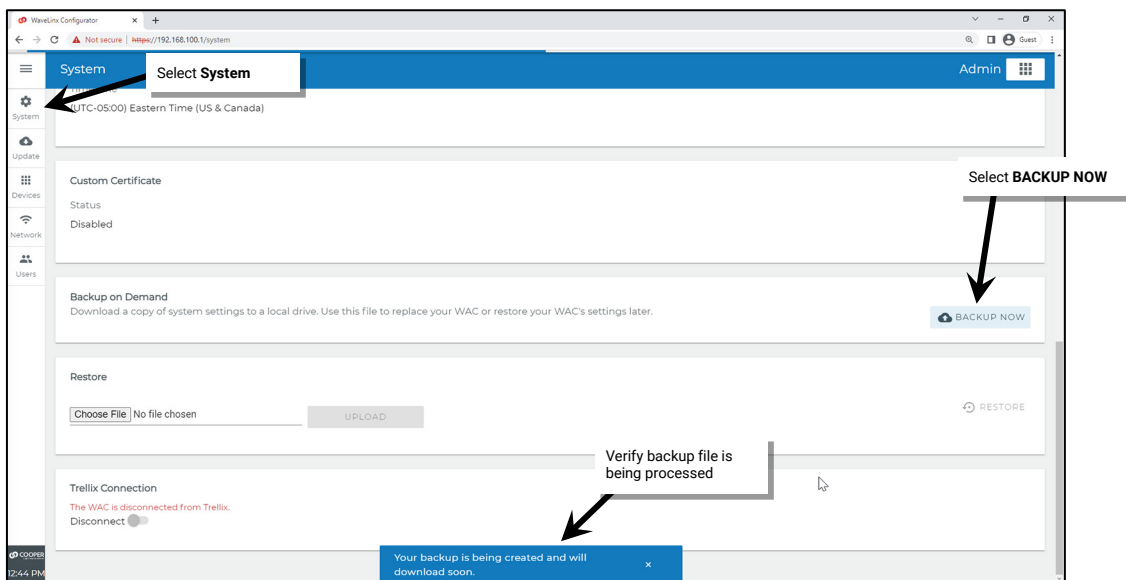 WaveLinx Configurator
Not secure | https://192.168.100.1/system
Guest
System
Select System
Admin
(UTC-05:00) Eastern Time (US & Canada)
System
Update
Devices
Network
Users
Custom Certificate
Status
Disabled
Select BACKUP NOW
Backup on Demand
Download a copy of system settings to a local drive. Use this file to replace your WAC or restore your WAC's settings later.
BACKUP NOW
Restore
Choose File No file chosen
UPLOAD
RESTORE
Verify backup file is
being processed
Trellix Connection
The WAC is disconnected from Trellix.
Disconnect
Your backup is being created and will
download soon.
COOPER
12:44 PM